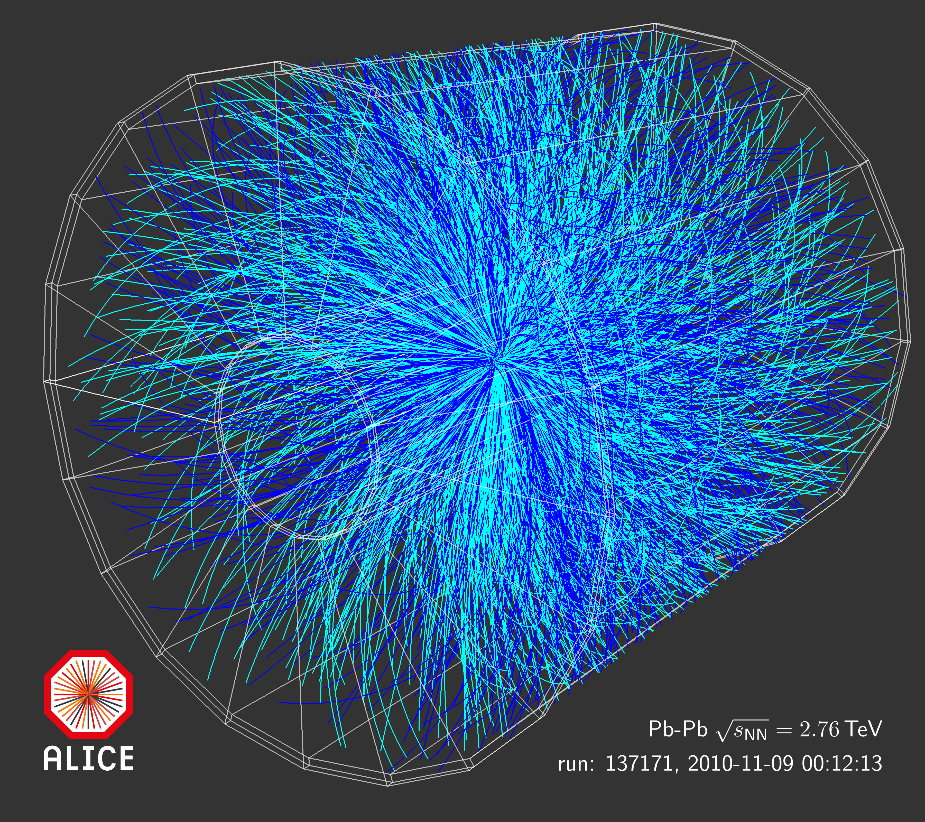 ALICE
Pb-Pb √sNN = 2.76 TeV
run: 137171, 2010-11-09 00:12:13